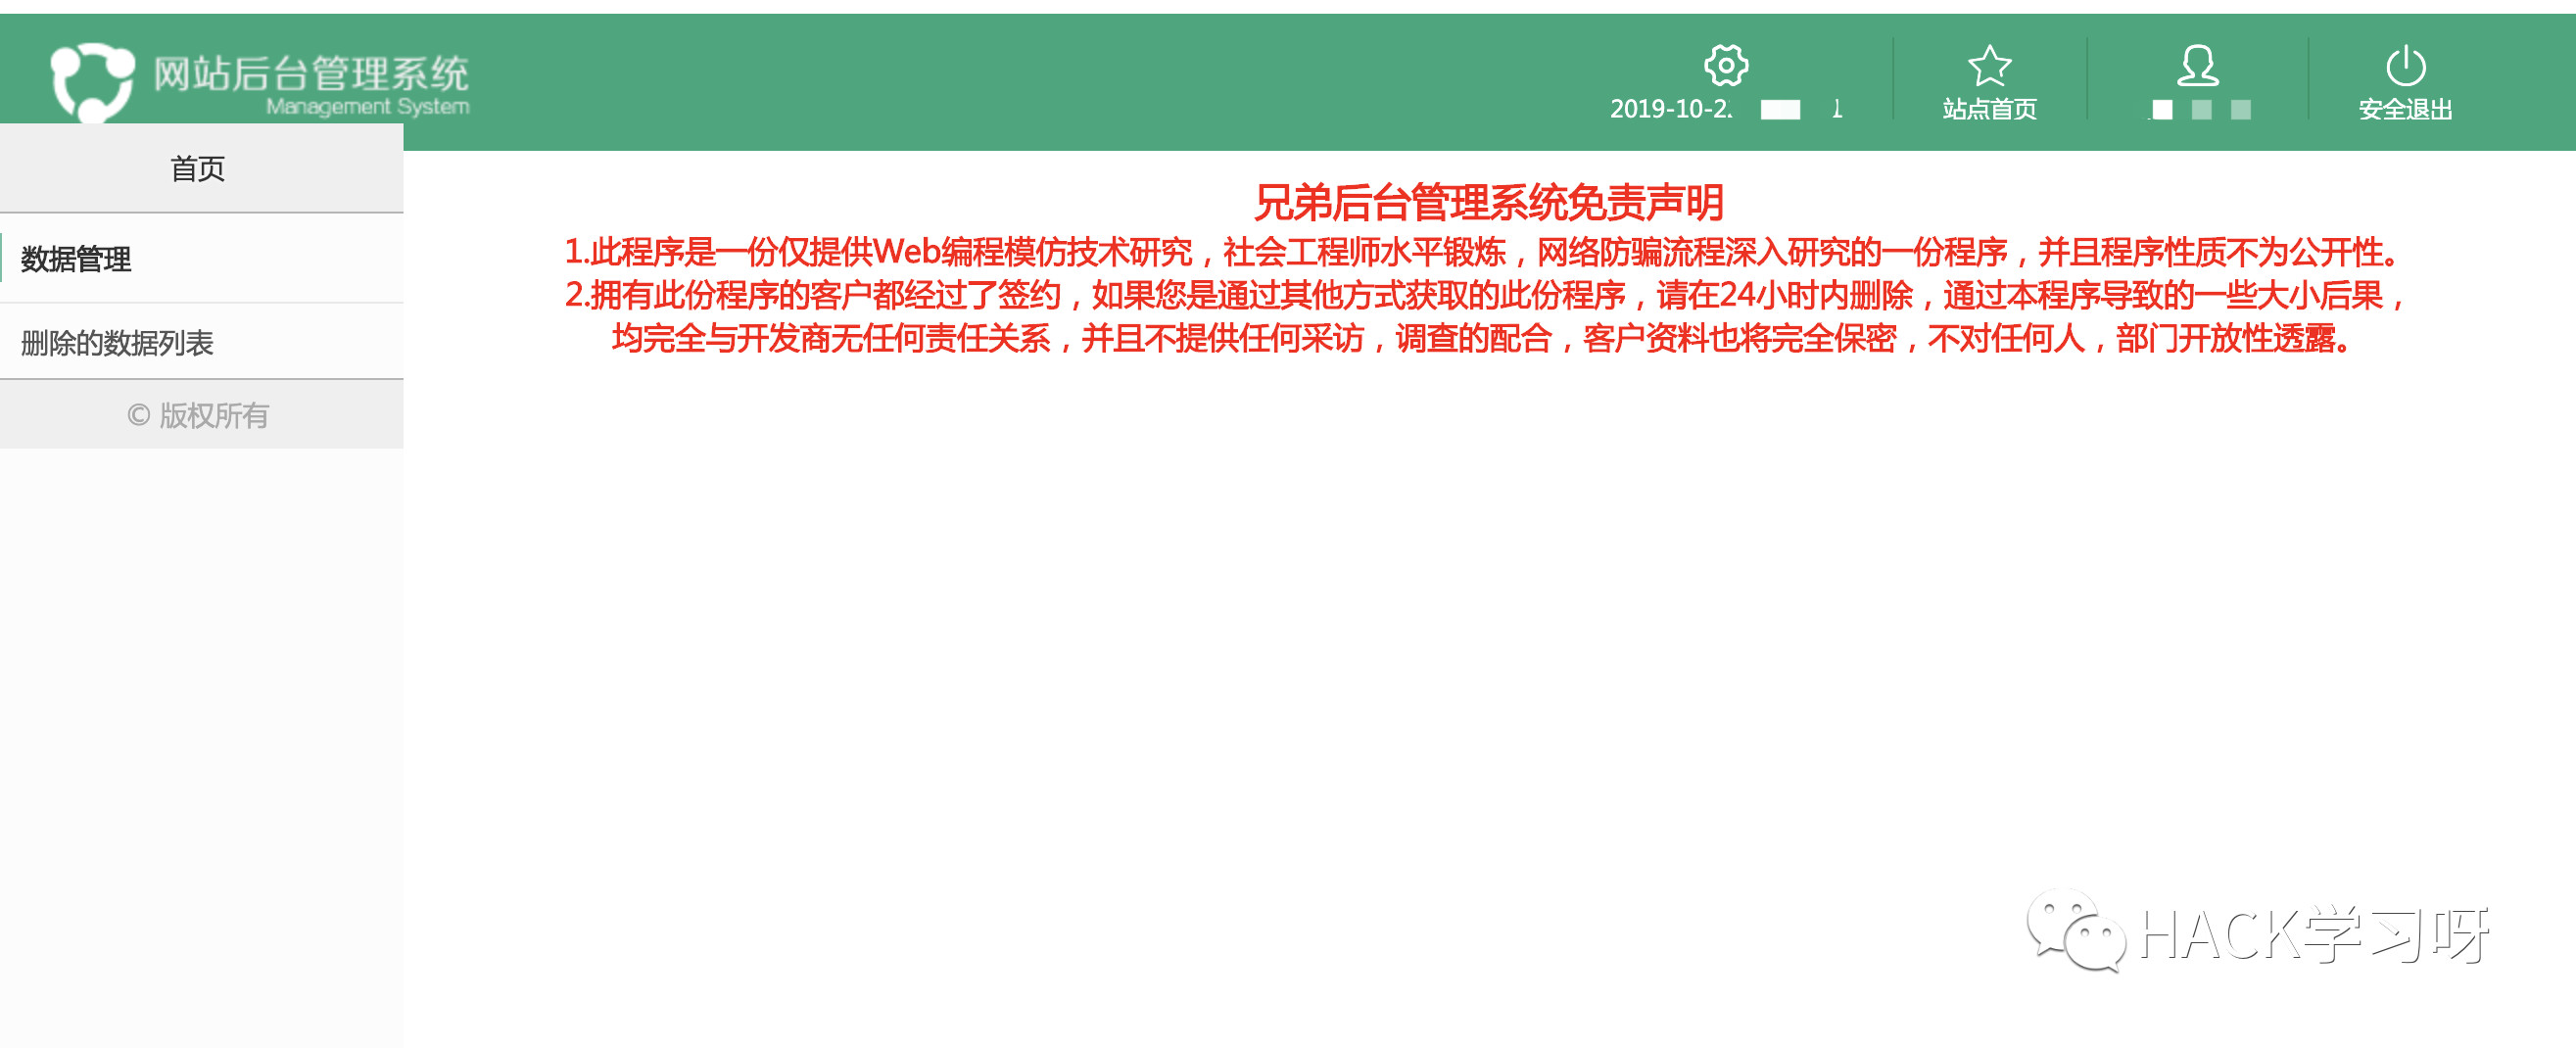 网站后台管理系统
Management System
2019-10-2
站点首页
安全退出
首页
数据管理
删除的数据列表
© 版权所有
兄弟后台管理系统免责声明
1.此程序是一份仅提供Web编程模仿技术研究，社会工程师水平锻炼，网络防骗流程深入研究的一份程序，并且程序性质不为公开性。
2.拥有此份程序的客户都经过了签约，如果您是通过其他方式获取的此份程序，请在24小时内删除，通过本程序导致的一些大小后果，
均完全与开发商无任何责任关系，并且不提供任何采访，调查的配合，客户资料也将完全保密，不对任何人，部门开放性透露。
HACK学习呀